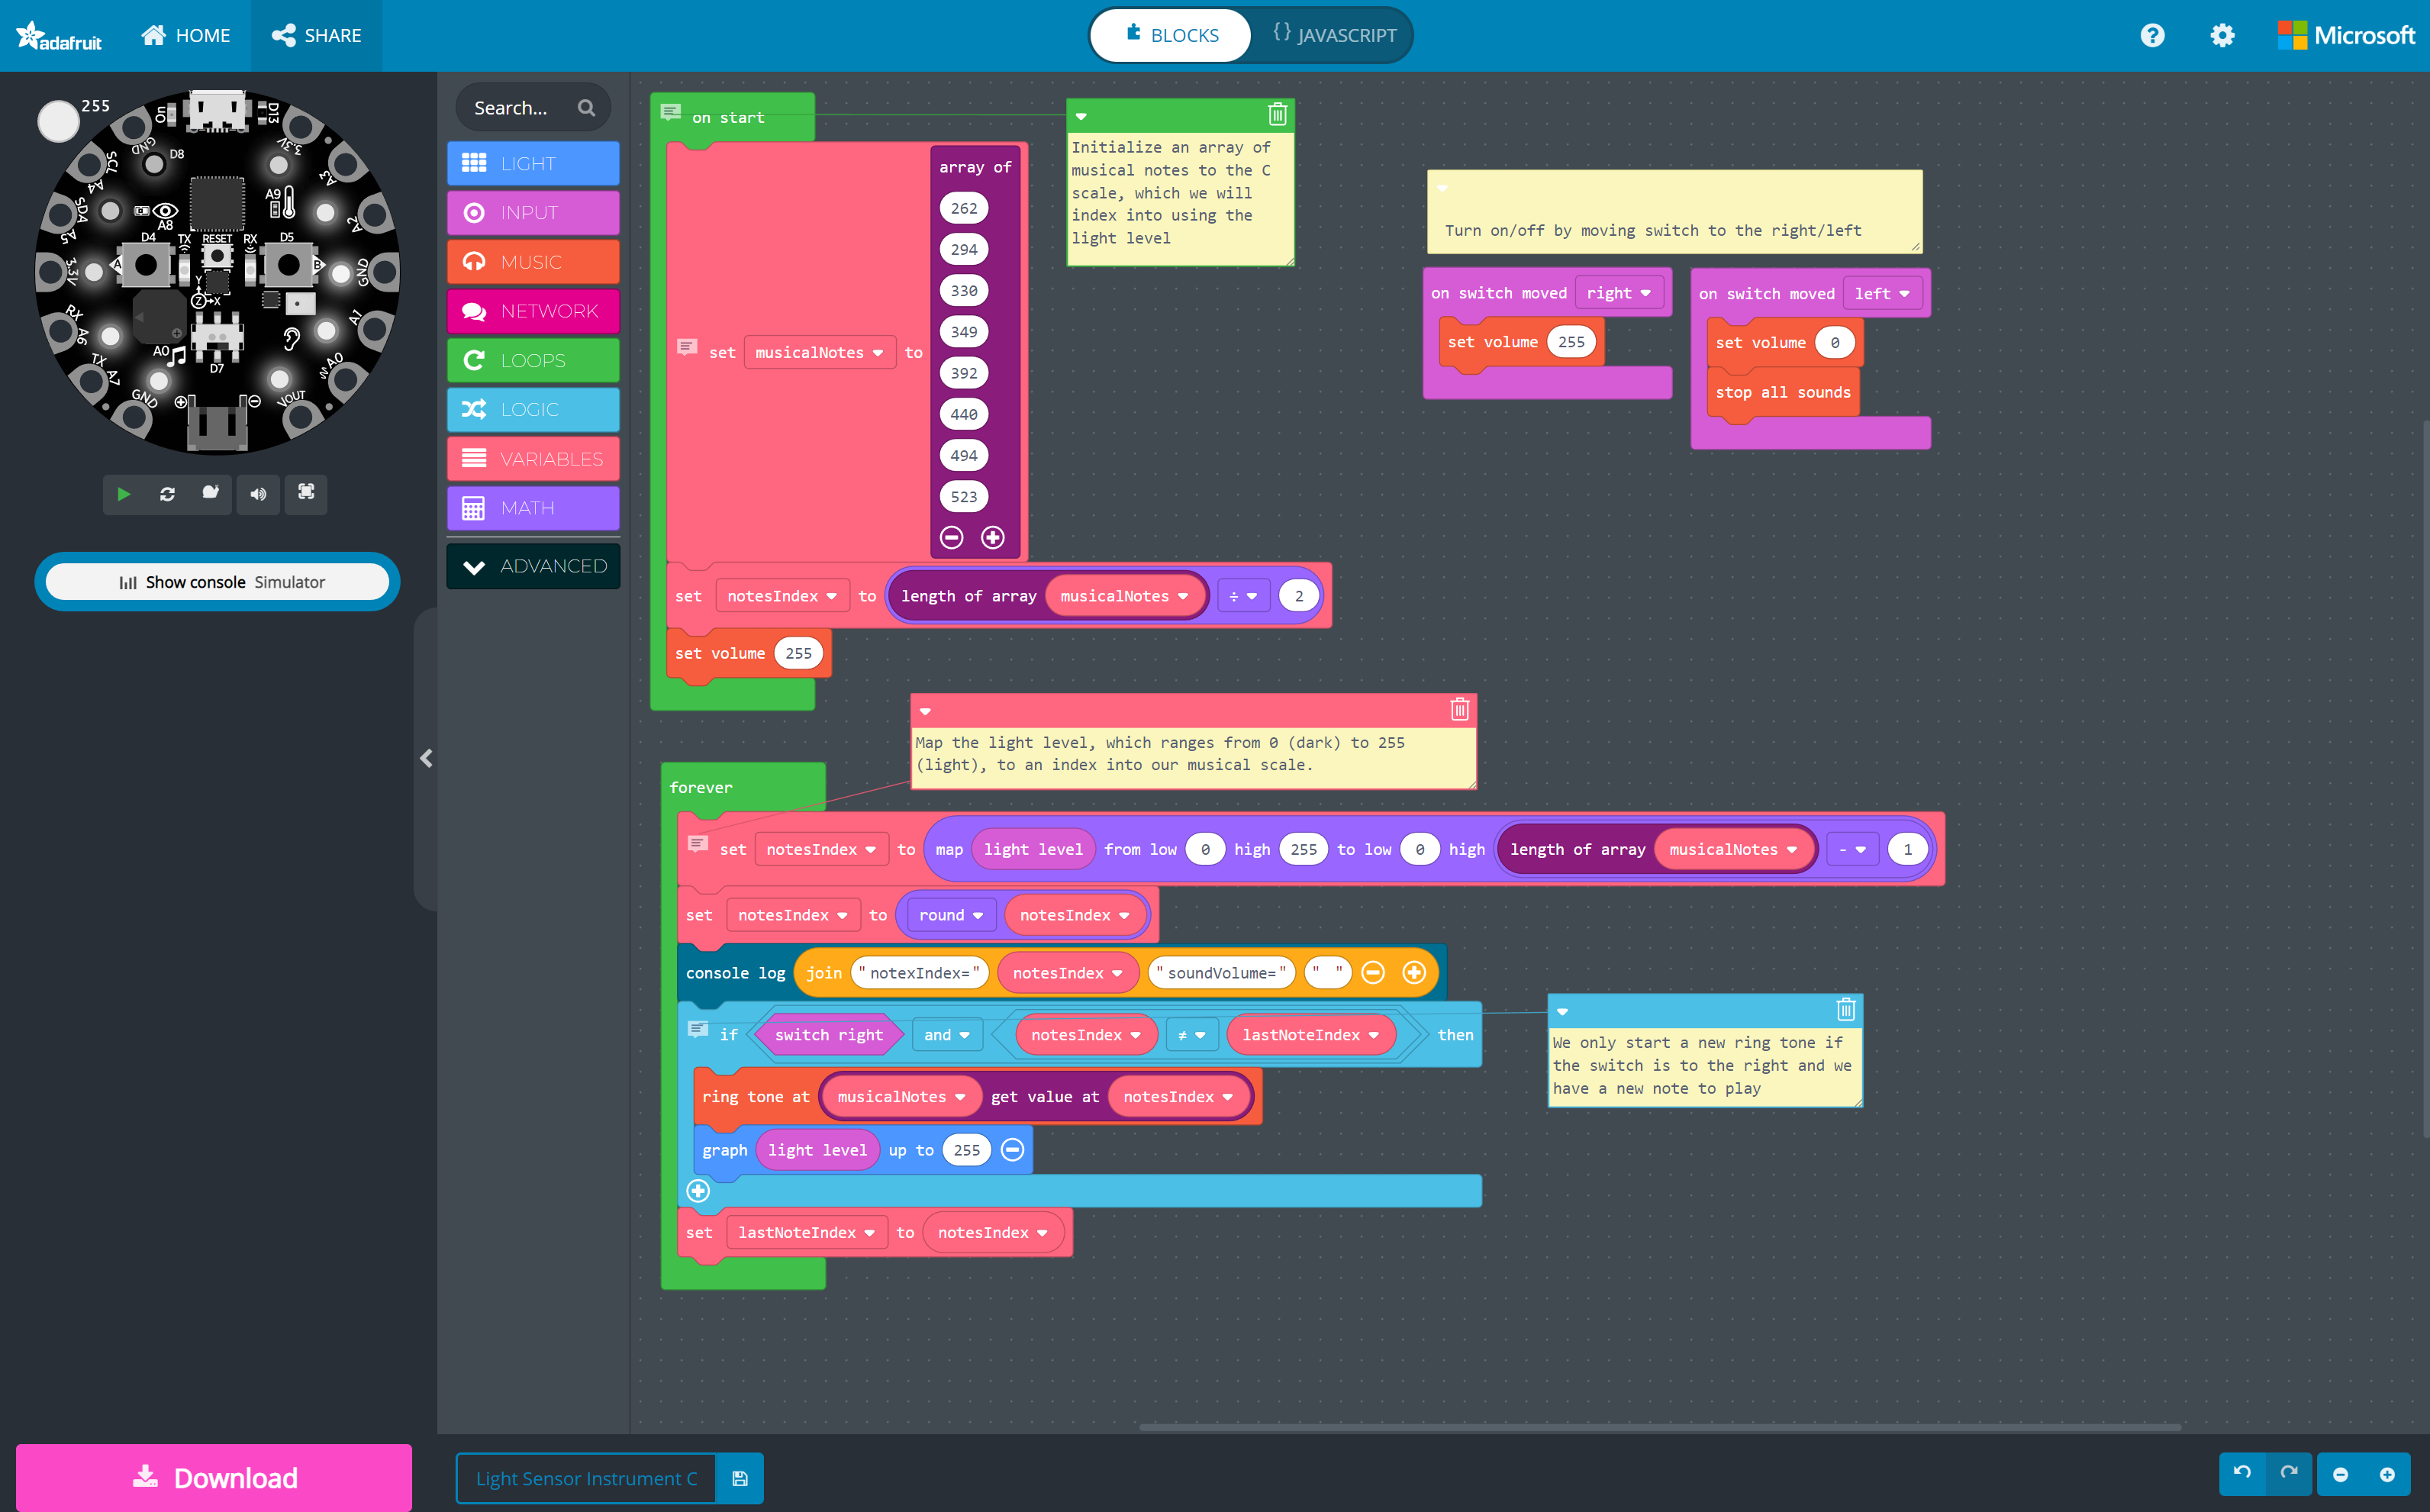 adafruit
HOME
SHARE
BLOCKS
{} JAVASCRIPT
Microsoft
255
D13
GND
D8
3.3V
SCL
A4
SDA
A5
A8
A9
A3
A2
D4
TX
RESET
RX
D5
A
B
3.3V
GND
Y
Z
X
RX
A6
TX
A7
A0
D7
A1
A0
GND
VOUT
Show console Simulator
Download
Search...
LIGHT
INPUT
MUSIC
NETWORK
LOOPS
LOGIC
VARIABLES
MATH
ADVANCED
on start
set musicalNotes to
array of
262
294
330
349
392
440
494
523
set notesIndex to length of array musicalNotes ÷ 2
set volume 255
Initialize an array of
musical notes to the C
scale, which we will
index into using the
light level
Turn on/off by moving switch to the right/left
on switch moved right
set volume 255
on switch moved left
set volume 0
stop all sounds
Map the light level, which ranges from 0 (dark) to 255
(light), to an index into our musical scale.
forever
set notesIndex to map light level from low 0 high 255 to low 0 high length of array musicalNotes - 1
set notesIndex to round notesIndex
console log join "notexIndex=" notesIndex "soundVolume=" " "
if switch right and notesIndex ≠ lastNoteIndex then
ring tone at musicalNotes get value at notesIndex
graph light level up to 255
set lastNoteIndex to notesIndex
We only start a new ring tone if
the switch is to the right and we
have a new note to play
Light Sensor Instrument C